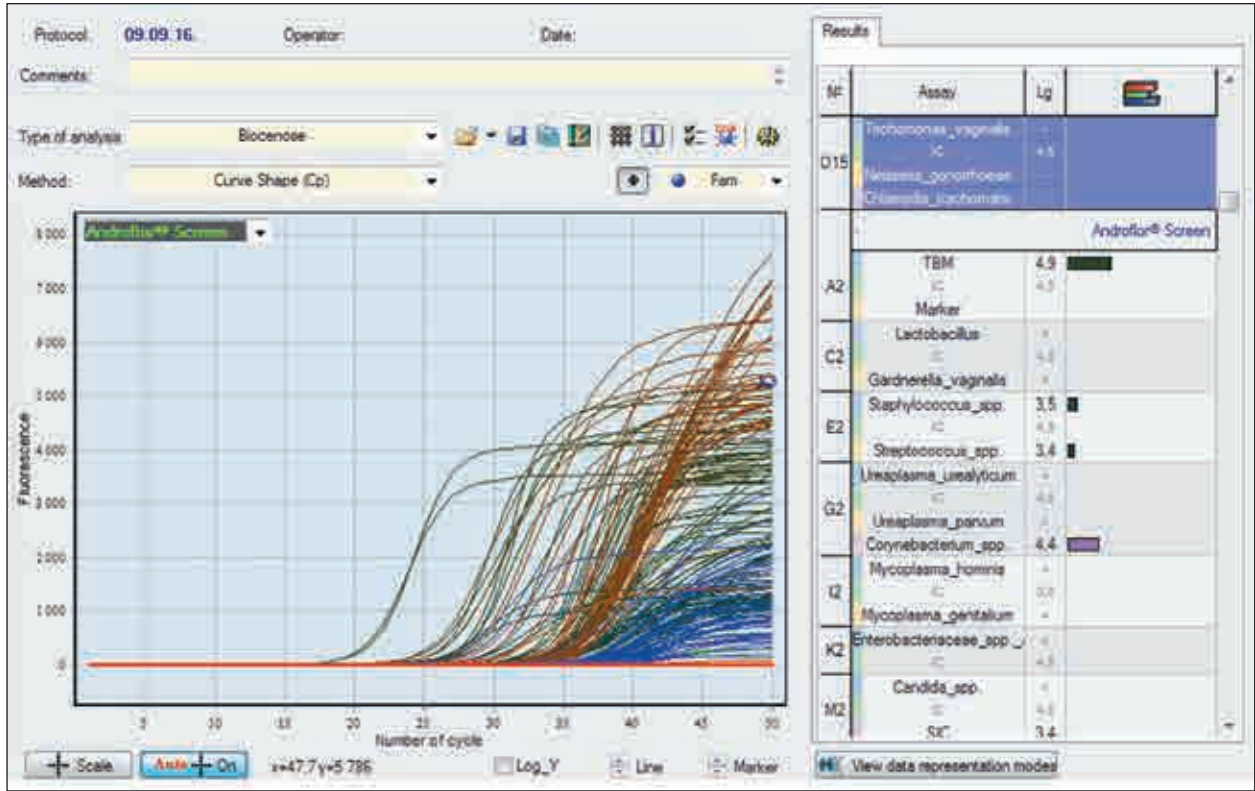 Protocol: 09.09.16. Operator: Date:
Comments:
Type of analysis: Biocenose
Method: Curve Shape (Cp) Fam
Androflor® Screen
8 000
7 000
6 000
5 000
4 000
3 000
2 000
1 000
0
Fluorescence
5 10 15 20 25 30 35 40 45 50
Number of cycle
Scale Auto On x=47,7 y=5 786 Log_Y Line Marker
Results
Nº Assay Lg
D15
Trichomonas_vaginalis
IC 4.5
Neisseria_gonorrhoeae
Chlamydia_trachomatis
Androflor® Screen
A2
TBM 4.9
IC 4.5
Marker
C2
Lactobacillus
IC
Gardnerella_vaginalis
E2
Staphylococcus_spp. 3.5
IC
Streptococcus_spp. 3.4
G2
Ureaplasma_urealyticum
IC
Ureaplasma_parvum
Corynebacterium_spp. 4.4
I2
Mycoplasma_hominis
IC
Mycoplasma_genitalium
K2
Enterobacteriaceae_spp._
IC
M2
Candida_spp.
IC
SIC 3.4
View data representation modes